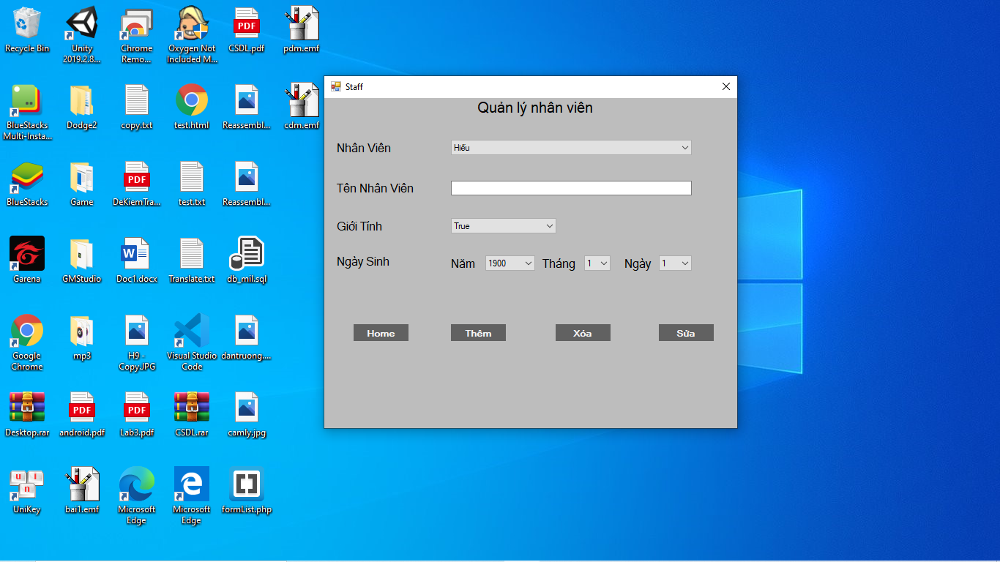 Recycle Bin
Unity
2019.2.8...
Chrome
Remo...
Oxygen Not
Included M...
PDF
CSDL.pdf
pdm.emf
BlueStacks
Multi-Insta...
Dodge2
copy.txt
test.html
Reassembl...
cdm.emf
BlueStacks
Game
PDF
DeKiemTra...
test.txt
Reassembl...
Garena
GMStudio
W
Doc1.docx
Translate.txt
db_mil.sql
Google
Chrome
mp3
H9 -
Copy.JPG
Visual Studio
Code
dantruong....
Desktop.rar
PDF
android.pdf
PDF
Lab3.pdf
CSDL.rar
camly.jpg
u i
n
UniKey
bai1.emf
Microsoft
Edge
Microsoft
Edge
formList.php
Staff
Quản lý nhân viên
Nhân Viên
Hiếu
Tên Nhân Viên
Giới Tính
True
Ngày Sinh
Năm 1900 Tháng 1 Ngày 1
Home Thêm Xóa Sửa